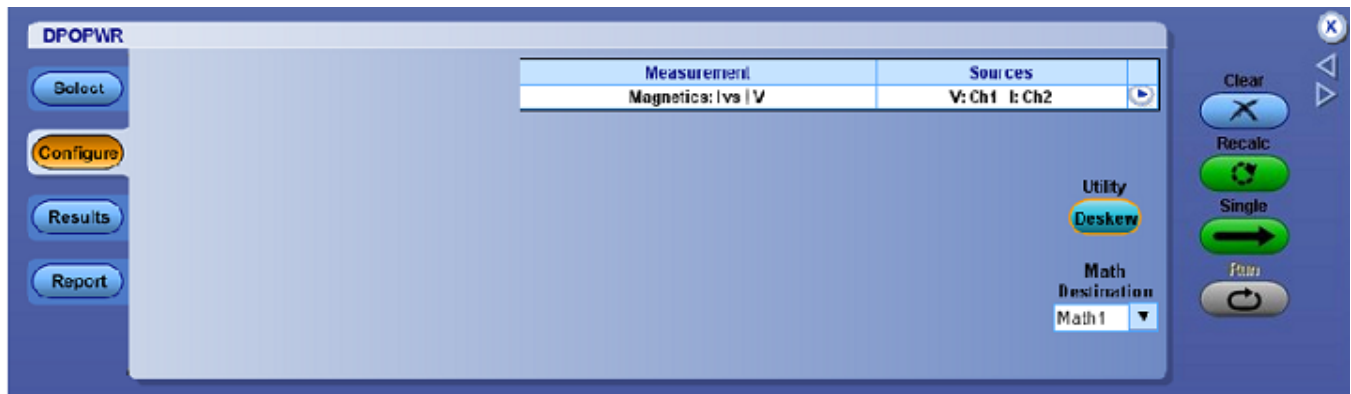 DPOPWR
Select
Configure
Results
Report
Measurement Sources
Magnetics: I vs ∫ V V: Ch1 I: Ch2
Utility
Deskew
Math
Destination
Math1
Clear
Recalc
Single
Run